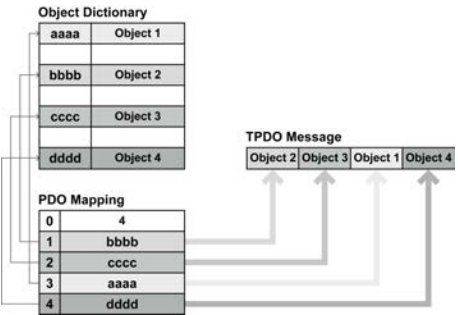 Object Dictionary
aaaa Object 1
bbbb Object 2
cccc Object 3
dddd Object 4
TPDO Message
Object 2 Object 3 Object 1 Object 4
PDO Mapping
0 4
1 bbbb
2 cccc
3 aaaa
4 dddd